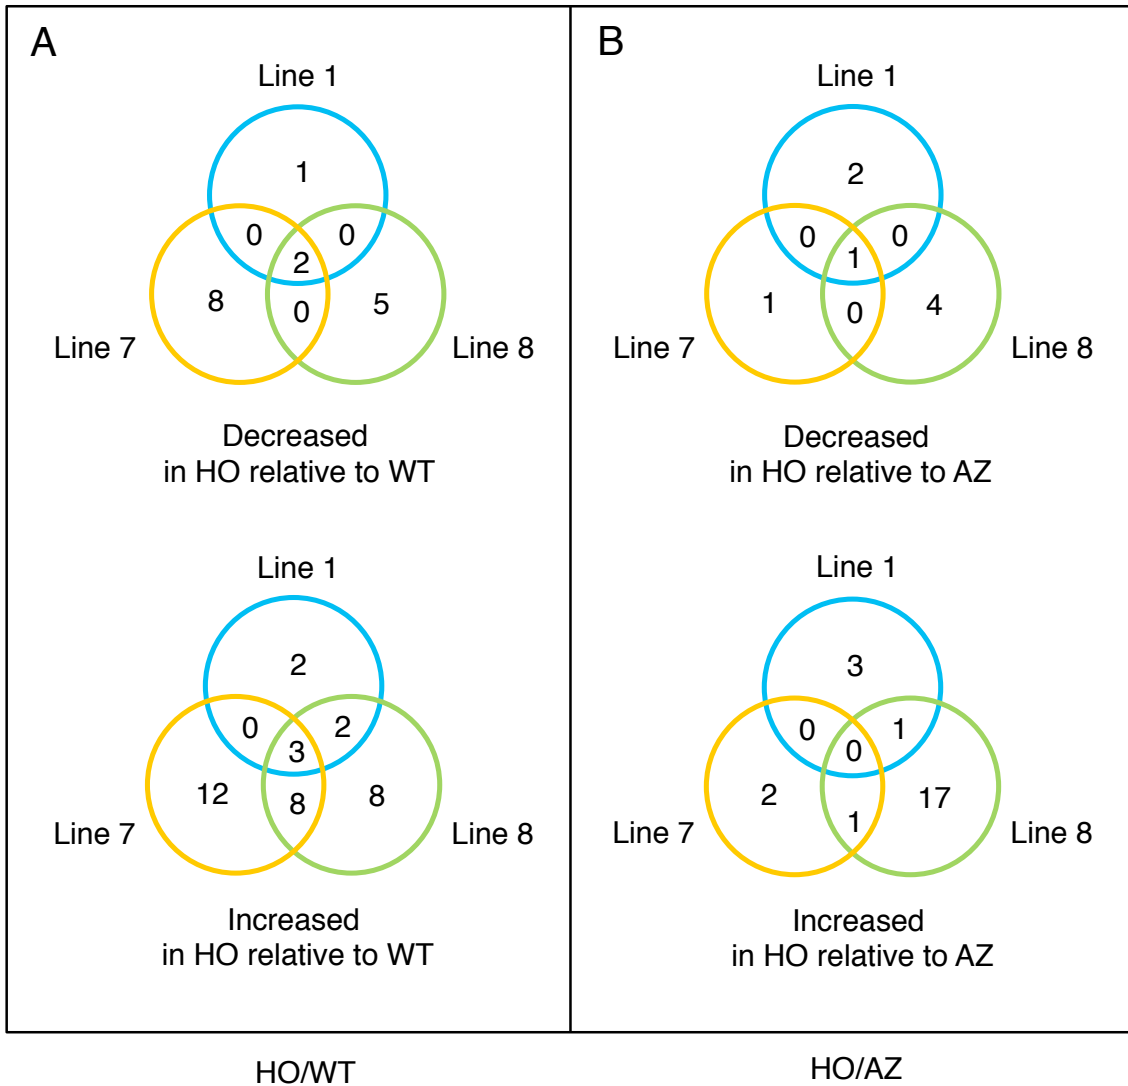 A
Line 1
1
0
0
2
8
0
5
Line 7
Line 8
Decreased
in HO relative to WT
Line 1
2
0
2
3
12
8
8
Line 7
Line 8
Increased
in HO relative to WT
HO/WT
B
Line 1
2
0
0
1
1
0
4
Line 7
Line 8
Decreased
in HO relative to AZ
Line 1
3
0
1
0
2
1
17
Line 7
Line 8
Increased
in HO relative to AZ
HO/AZ